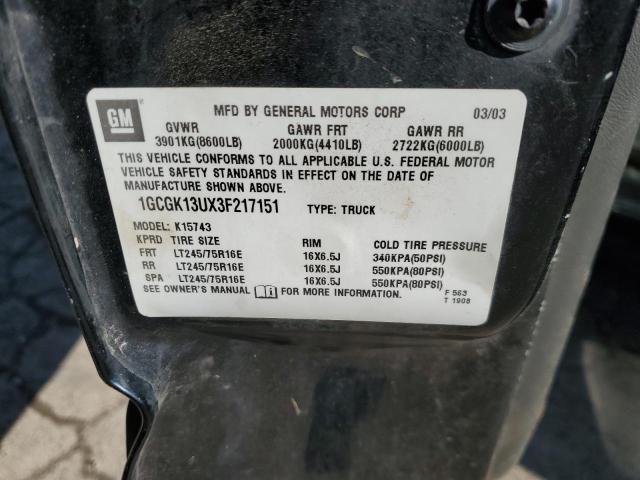 GM
MFD BY GENERAL MOTORS CORP 03/03
GVWR GAWR FRT GAWR RR
3901KG(8600LB) 2000KG(4410LB) 2722KG(6000LB)
THIS VEHICLE CONFORMS TO ALL APPLICABLE U.S. FEDERAL MOTOR
VEHICLE SAFETY STANDARDS IN EFFECT ON THE DATE OF
MANUFACTURE SHOWN ABOVE.
1GCGK13UX3F217151 TYPE: TRUCK
MODEL: K15743
KPRD TIRE SIZE RIM COLD TIRE PRESSURE
FRT LT245/75R16E 16X6.5J 340KPA(50PSI)
RR LT245/75R16E 16X6.5J 550KPA(80PSI)
SPA LT245/75R16E 16X6.5J 550KPA(80PSI)
SEE OWNER'S MANUAL FOR MORE INFORMATION.
F 563
T 1908